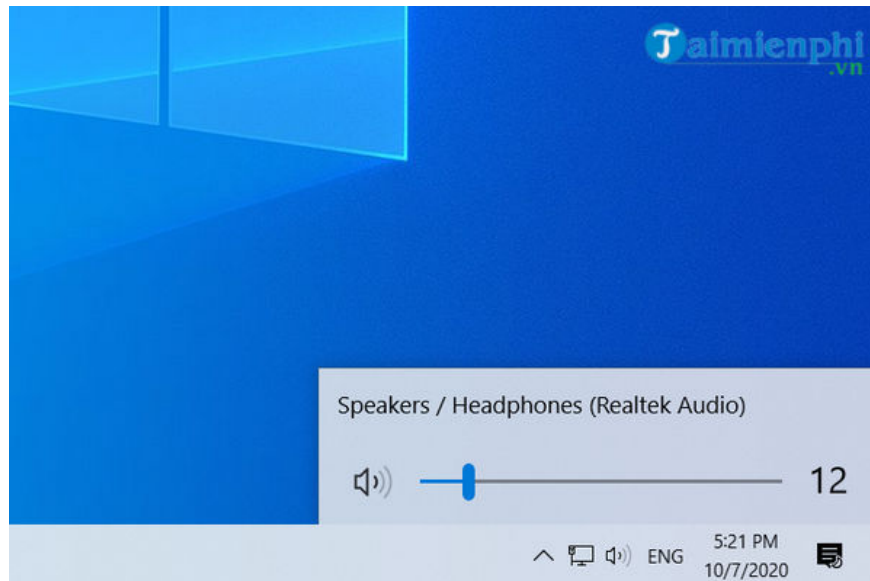 Taimienphi
.vn
Speakers / Headphones (Realtek Audio)
12
ENG
5:21 PM
10/7/2020